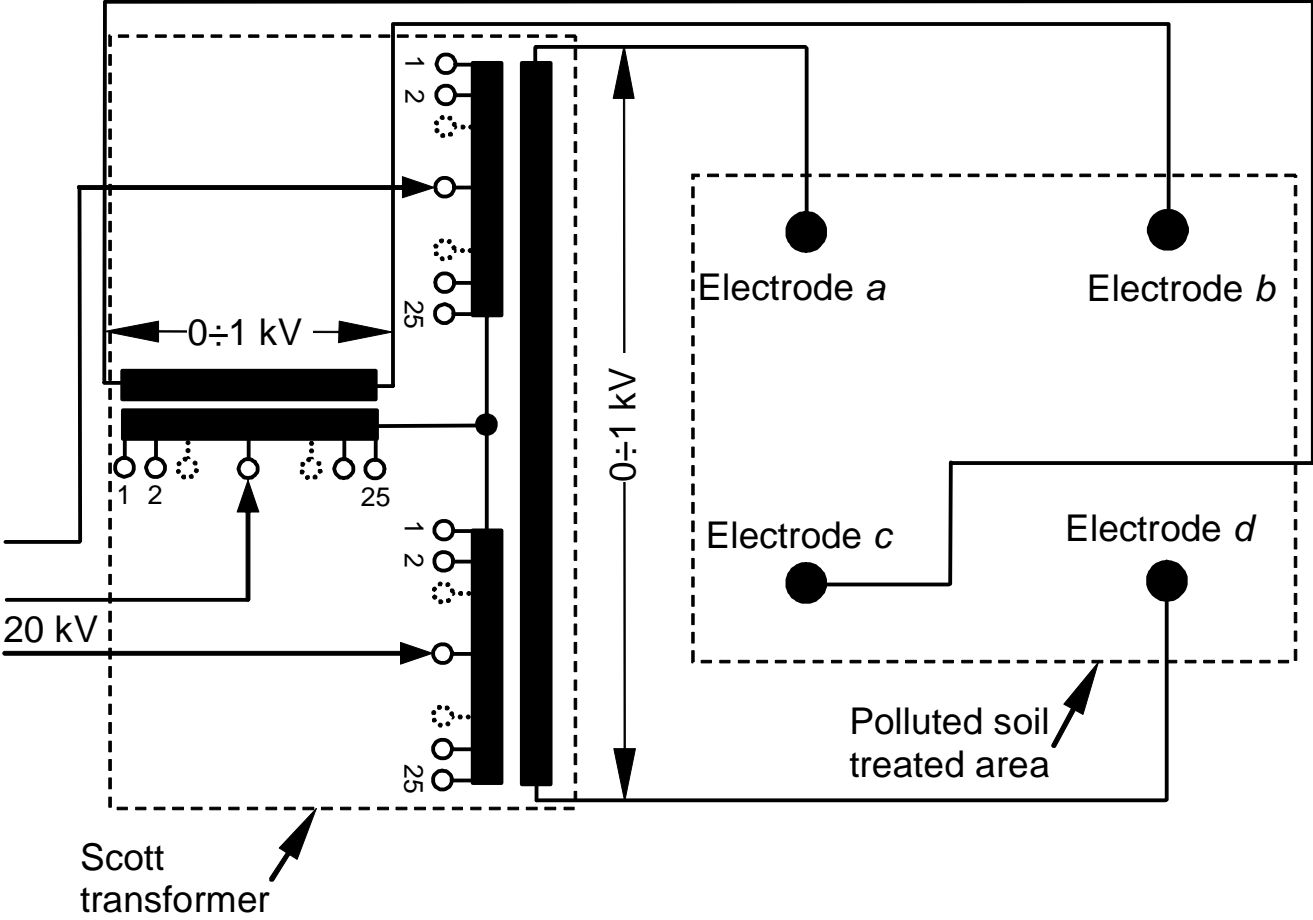 1
2
25
0÷1 kV
1 2 25
1
2
25
20 kV
0÷1 kV
Electrode a
Electrode b
Electrode c
Electrode d
Polluted soil
treated area
Scott
transformer